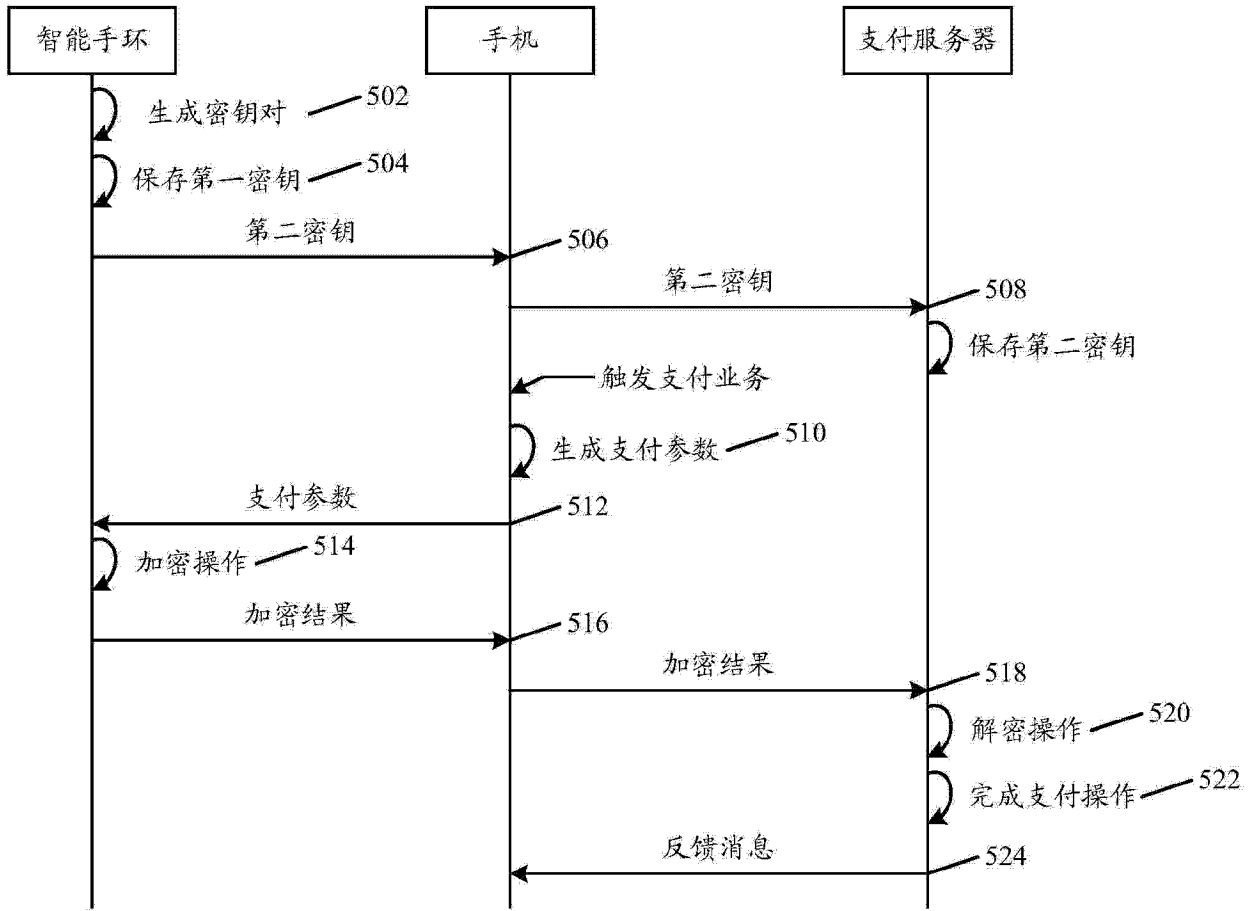 智能手环
手机
支付服务器
生成密钥对
502
保存第一密钥
504
第二密钥
506
第二密钥
508
保存第二密钥
触发支付业务
生成支付参数
510
支付参数
512
加密操作
514
加密结果
516
加密结果
518
解密操作
520
完成支付操作
522
反馈消息
524